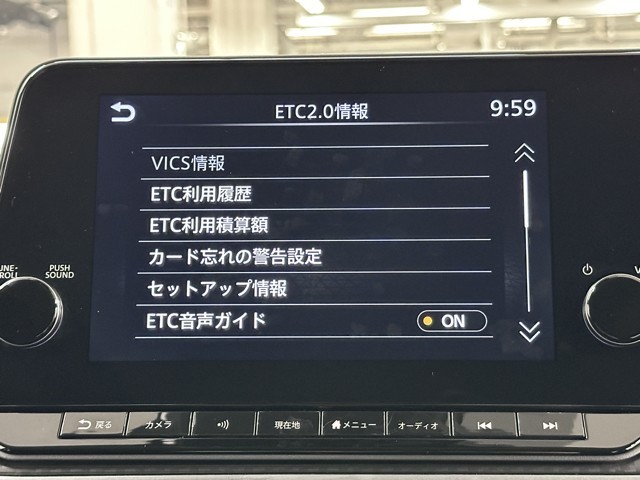 ETC2.0情報
9:59
VICS情報
ETC利用履歴
ETC利用積算額
カード忘れの警告設定
セットアップ情報
ETC音声ガイド ON
PUSH
SOUND
戻る
カメラ
現在地
メニュー
オーディオ